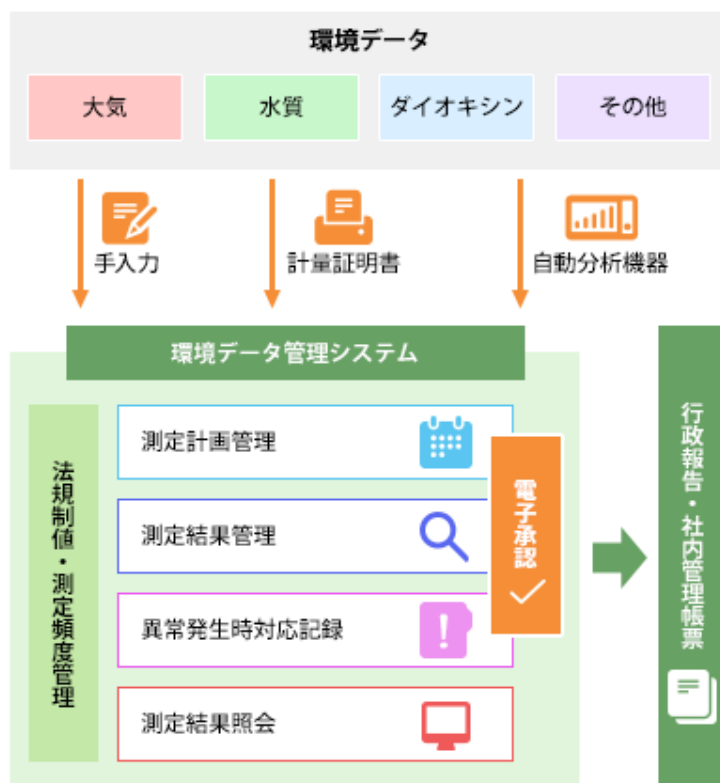 環境データ
大気
水質
ダイオキシン
その他
手入力
計量証明書
自動分析機器
環境データ管理システム
法規制値・測定頻度管理
測定計画管理
測定結果管理
異常発生時対応記録
測定結果照会
電子承認
行政報告・社内管理帳票